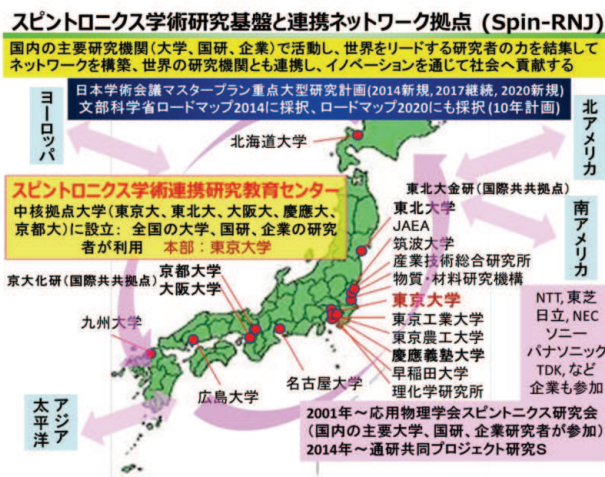 スピントロニクス学術研究基盤と連携ネットワーク拠点 (Spin-RNJ)
国内の主要研究機関(大学、国研、企業)で活動し、世界をリードする研究者の力を結集して
ネットワークを構築、世界の研究機関とも連携し、イノベーションを通じて社会へ貢献する
日本学術会議マスタープラン重点大型研究計画(2014新規, 2017継続, 2020新規)
文部科学省ロードマップ2014に採択、ロードマップ2020にも採択 (10年計画)
ヨーロッパ
北アメリカ
北海道大学
スピントロニクス学術連携研究教育センター
中核拠点大学(東京大、東北大、大阪大、慶應大、
京都大)に設立: 全国の大学、国研、企業の研究
者が利用 本部:東京大学
東北大金研(国際共共拠点)
東北大学
JAEA
筑波大学
産業技術総合研究所
物質・材料研究機構
南アメリカ
京大化研(国際共共拠点)
京都大学
大阪大学
東京大学
東京工業大学
東京農工大学
慶應義塾大学
早稲田大学
理化学研究所
NTT, 東芝
日立, NEC
ソニー
パナソニック
TDK, など
企業も参加
九州大学
広島大学
名古屋大学
アジア
太平洋
2001年~応用物理学会スピントニクス研究会
(国内の主要大学、国研、企業研究者が参加)
2014年~通研共同プロジェクト研究S